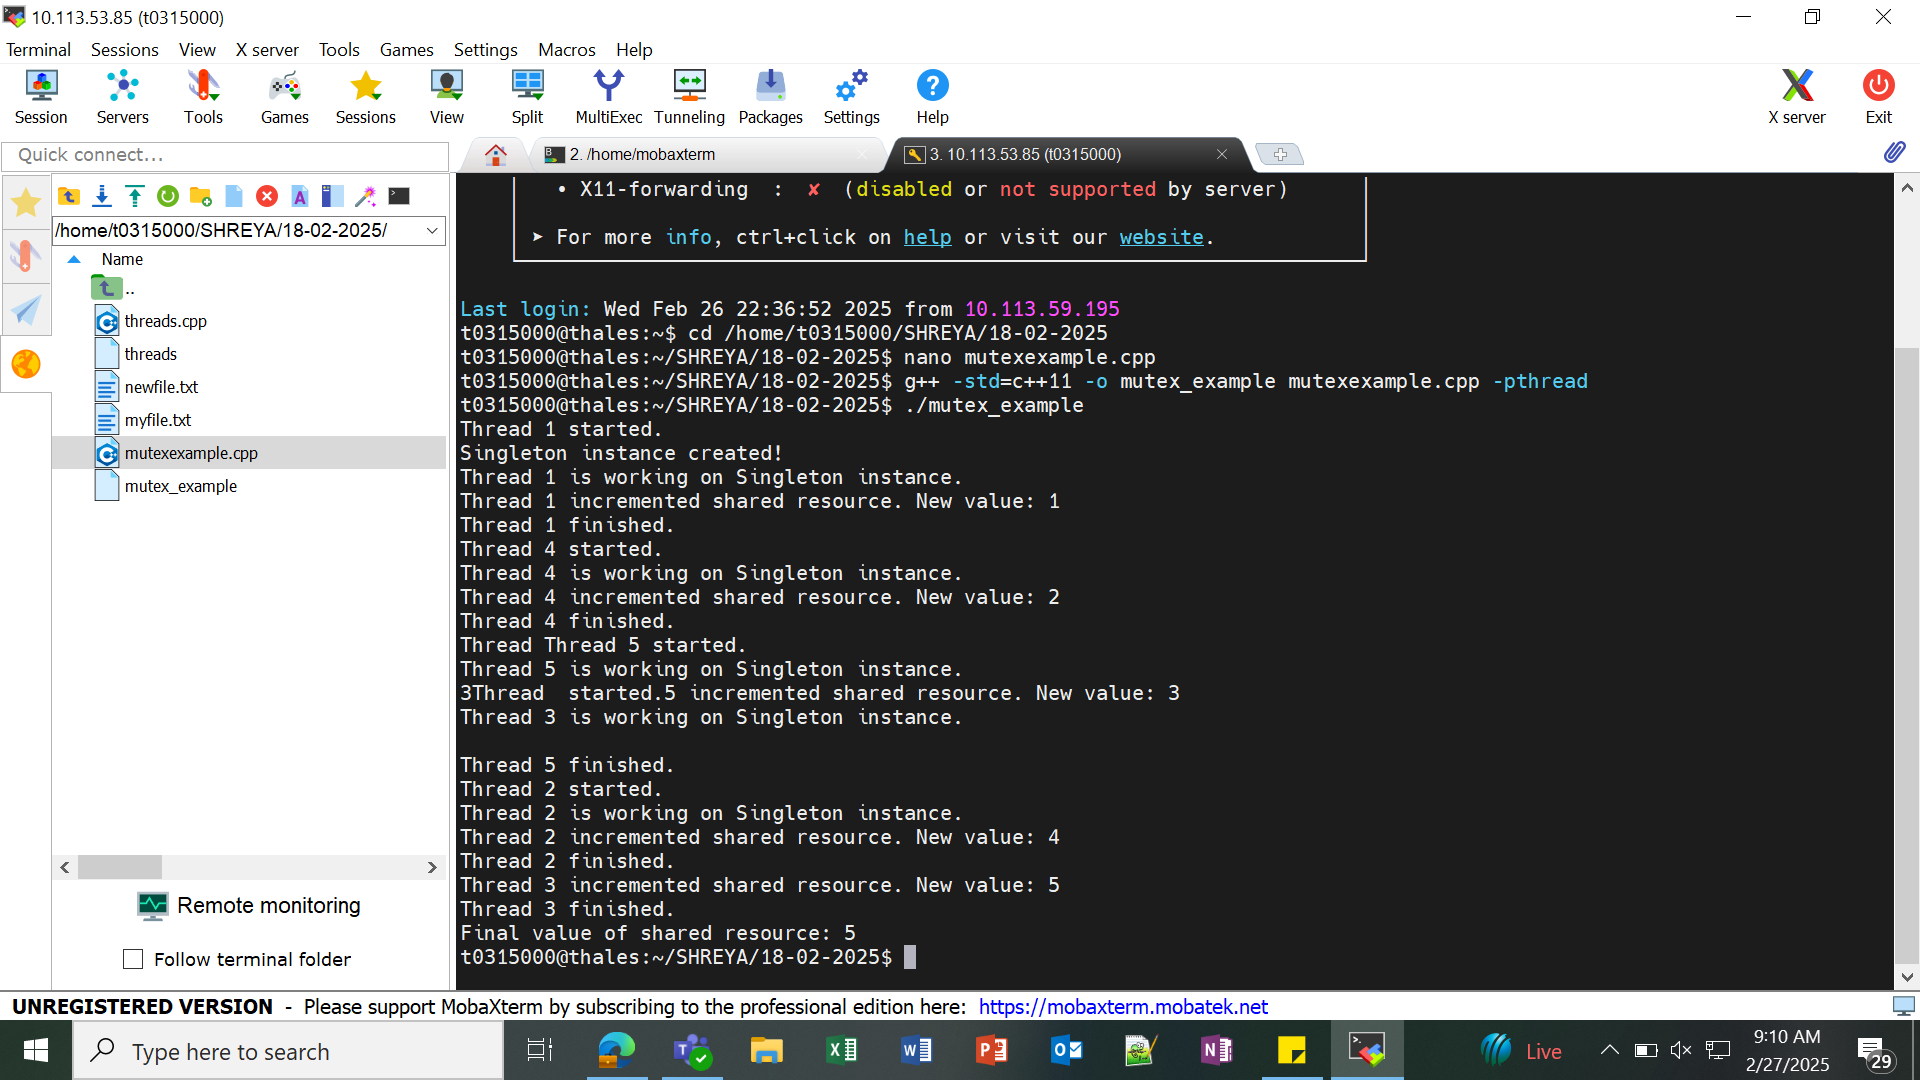 10.113.53.85 (t0315000)
Terminal Sessions View X server Tools Games Settings Macros Help
Session Servers Tools Games Sessions View Split MultiExec Tunneling Packages Settings Help X server Exit
Quick connect...
2. /home/mobaxterm
3. 10.113.53.85 (t0315000)
/home/t0315000/SHREYA/18-02-2025/
Name
..
threads.cpp
threads
newfile.txt
myfile.txt
mutexexample.cpp
mutex_example
Remote monitoring
Follow terminal folder
• X11-forwarding : ✘ (disabled or not supported by server)
➤ For more info, ctrl+click on help or visit our website.
Last login: Wed Feb 26 22:36:52 2025 from 10.113.59.195
t0315000@thales:~$ cd /home/t0315000/SHREYA/18-02-2025
t0315000@thales:~/SHREYA/18-02-2025$ nano mutexexample.cpp
t0315000@thales:~/SHREYA/18-02-2025$ g++ -std=c++11 -o mutex_example mutexexample.cpp -pthread
t0315000@thales:~/SHREYA/18-02-2025$ ./mutex_example
Thread 1 started.
Singleton instance created!
Thread 1 is working on Singleton instance.
Thread 1 incremented shared resource. New value: 1
Thread 1 finished.
Thread 4 started.
Thread 4 is working on Singleton instance.
Thread 4 incremented shared resource. New value: 2
Thread 4 finished.
Thread Thread 5 started.
Thread 5 is working on Singleton instance.
3Thread  started.5 incremented shared resource. New value: 3
Thread 3 is working on Singleton instance.
Thread 5 finished.
Thread 2 started.
Thread 2 is working on Singleton instance.
Thread 2 incremented shared resource. New value: 4
Thread 2 finished.
Thread 3 incremented shared resource. New value: 5
Thread 3 finished.
Final value of shared resource: 5
t0315000@thales:~/SHREYA/18-02-2025$
UNREGISTERED VERSION - Please support MobaXterm by subscribing to the professional edition here: https://mobaxterm.mobatek.net
Type here to search
Live
9:10 AM
2/27/2025
29